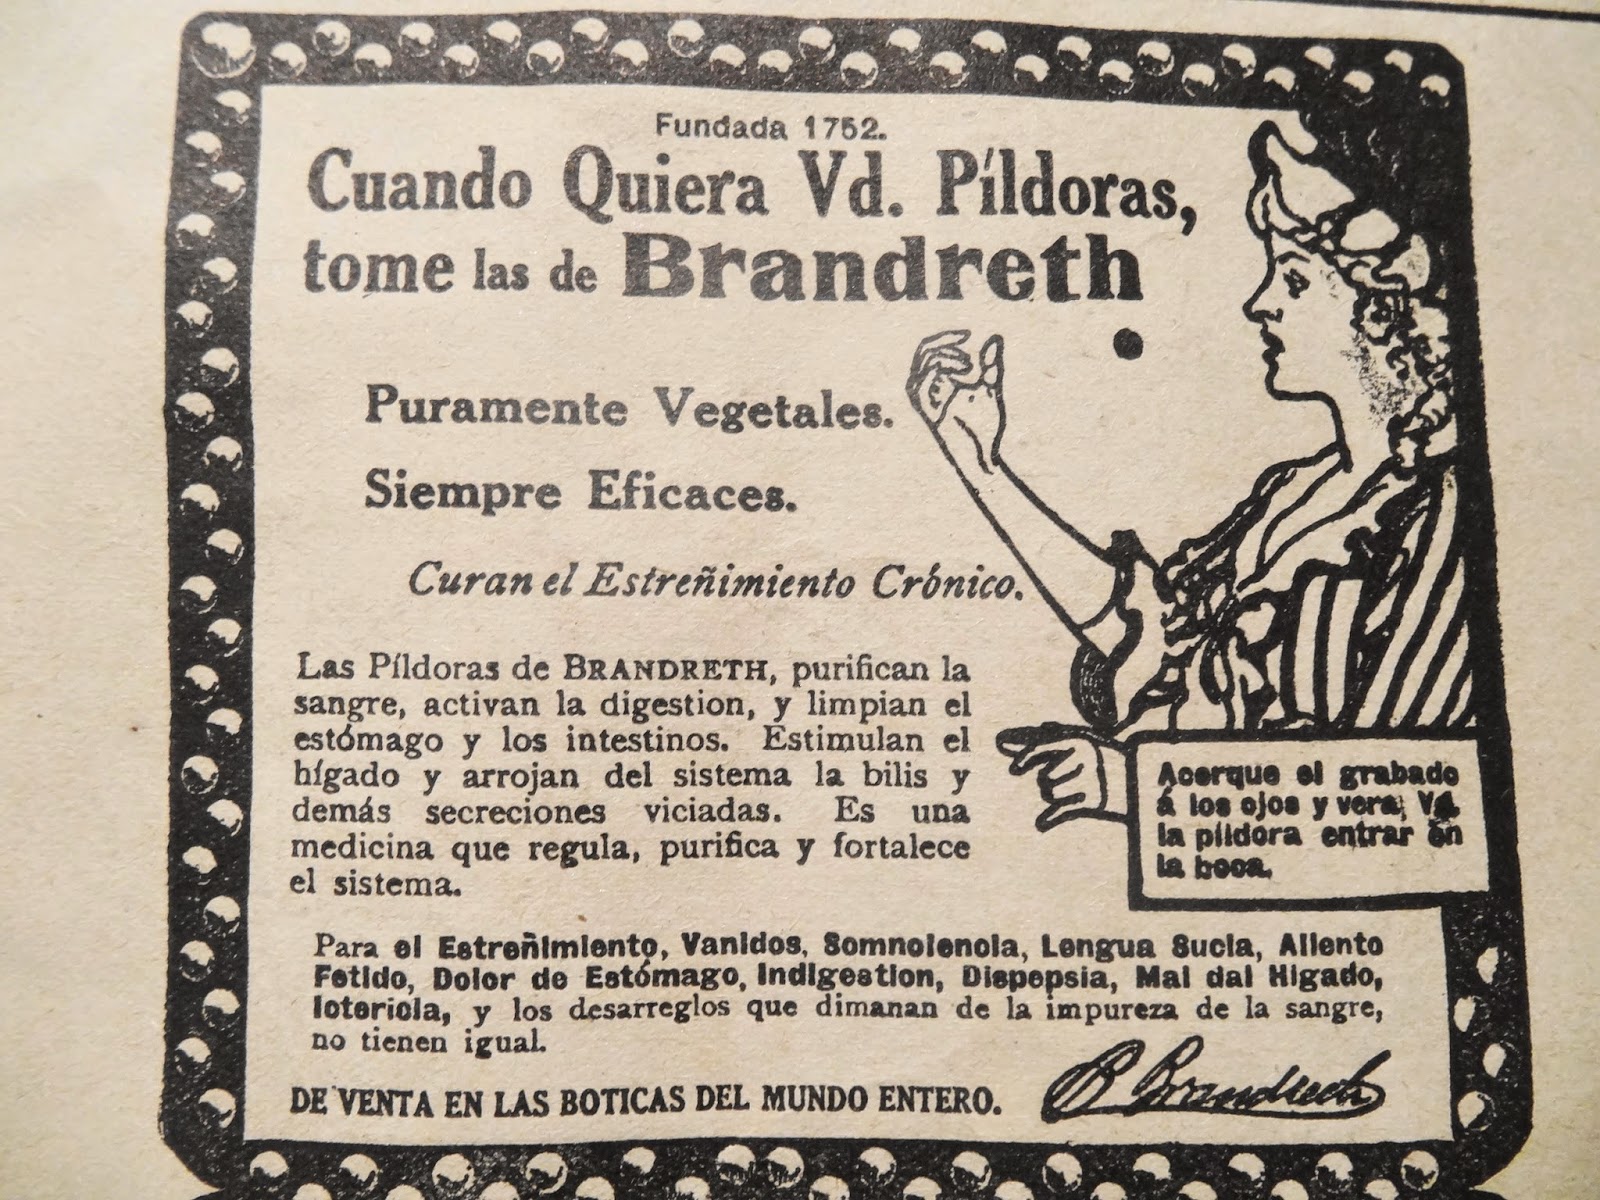 Fundada 1752.
Cuando Quiera Vd. Píldoras,
tome las de Brandreth
Puramente Vegetales.
Siempre Eficaces.
Curan el Estreñimiento Crónico.
Las Píldoras de BRANDRETH, purifican la
sangre, activan la digestion, y limpian el
estómago y los intestinos. Estimulan el
hígado y arrojan del sistema la bilis y
demás secreciones viciadas. Es una
medicina que regula, purifica y fortalece
el sistema.
Acerque el grabado
á los ojos y vera, Vd.
la píldora entrar en
la boca.
Para el Estreñimiento, Vahidos, Somnolencia, Lengua Sucia, Aliento
Fetido, Dolor de Estómago, Indigestion, Dispepsia, Mal dal Higado,
Ictericia, y los desarreglos que dimanan de la impureza de la sangre,
no tienen igual.
DE VENTA EN LAS BOTICAS DEL MUNDO ENTERO.
B Brandreth